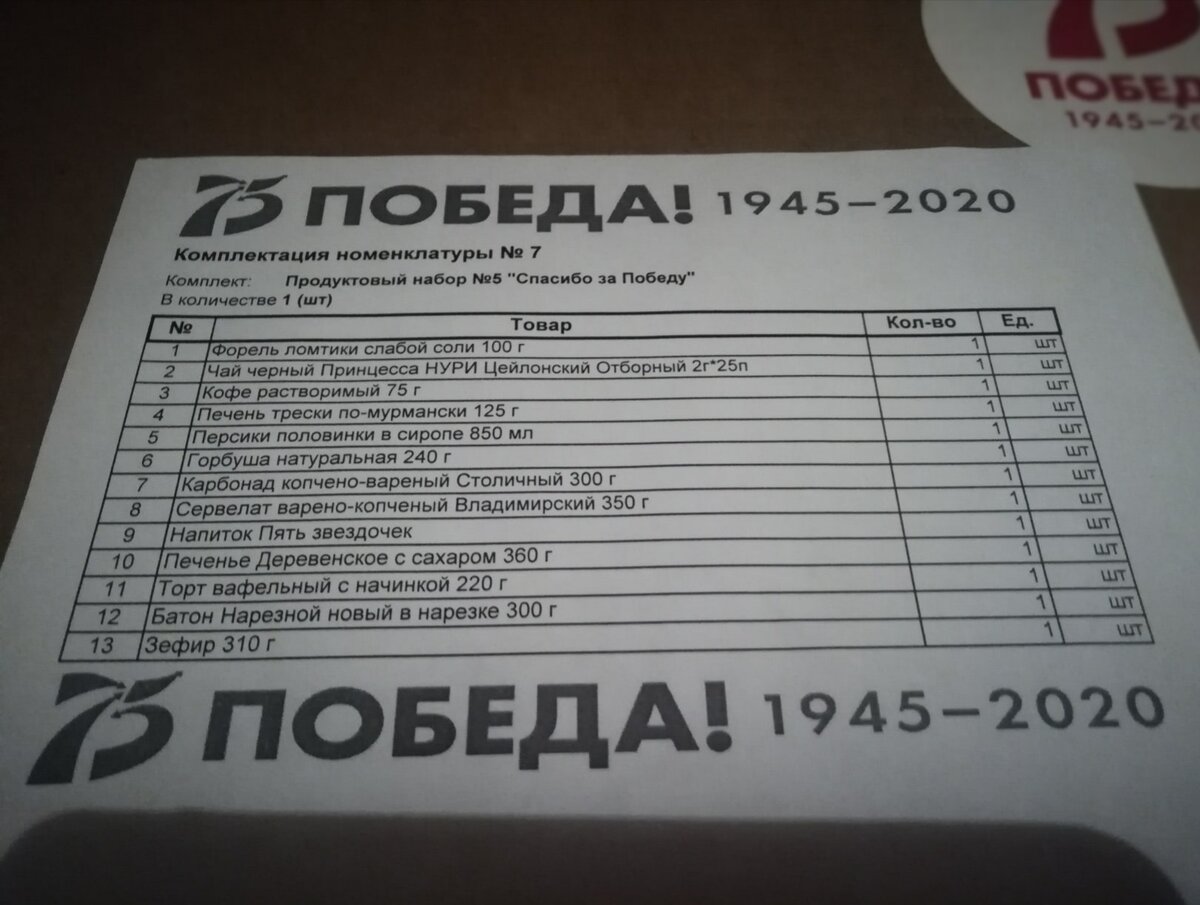 75
ПОБЕД
1945–20
75 ПОБЕДА! 1945–2020
Комплектация номенклатуры № 7
Комплект: Продуктовый набор №5 "Спасибо за Победу"
В количестве 1 (шт)
№ Товар Кол-во Ед.
1 Форель ломтики слабой соли 100 г 1 шт
2 Чай черный Принцесса НУРИ Цейлонский Отборный 2г*25п 1 шт
3 Кофе растворимый 75 г 1 шт
4 Печень трески по-мурмански 125 г 1 шт
5 Персики половинки в сиропе 850 мл 1 шт
6 Горбуша натуральная 240 г 1 шт
7 Карбонад копчено-вареный Столичный 300 г 1 шт
8 Сервелат варено-копченый Владимирский 350 г 1 шт
9 Напиток Пять звездочек 1 шт
10 Печенье Деревенское с сахаром 360 г 1 шт
11 Торт вафельный с начинкой 220 г 1 шт
12 Батон Нарезной новый в нарезке 300 г 1 шт
13 Зефир 310 г 1 шт
75 ПОБЕДА! 1945–2020